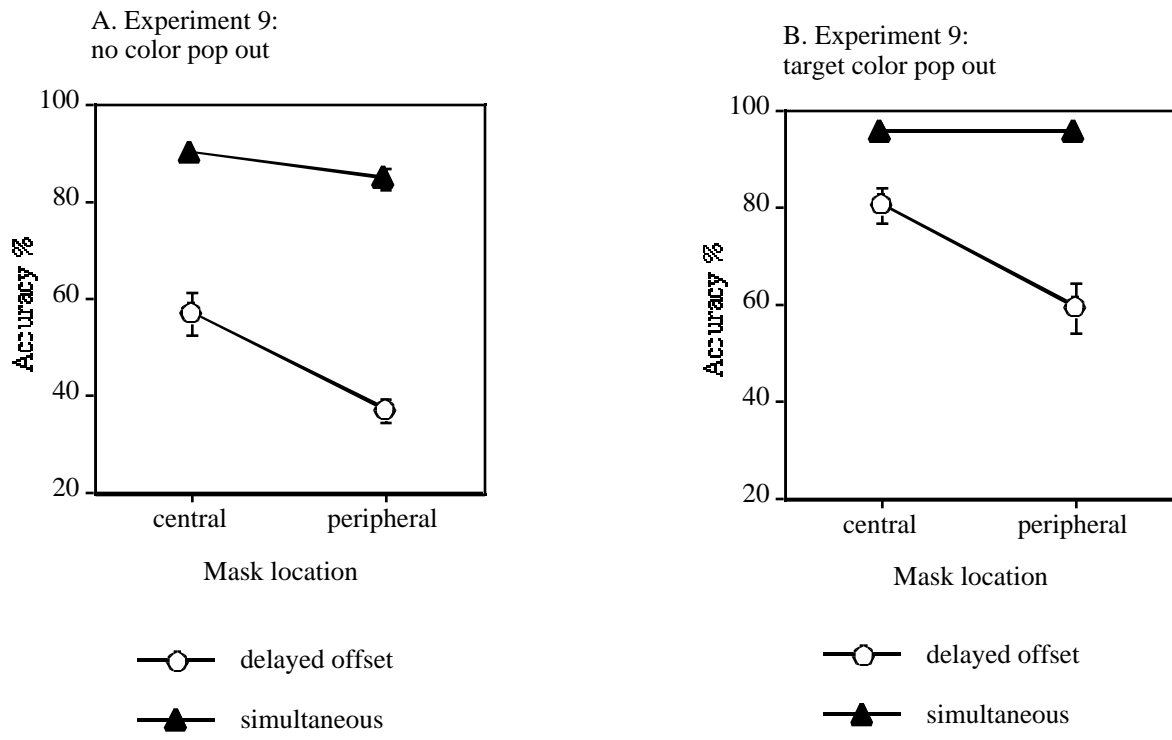 A. Experiment 9:
no color pop out
100
80
60
40
20
Accuracy %
central peripheral
Mask location
delayed offset
simultaneous
B. Experiment 9:
target color pop out
100
80
60
40
20
Accuracy %
central peripheral
Mask location
delayed offset
simultaneous